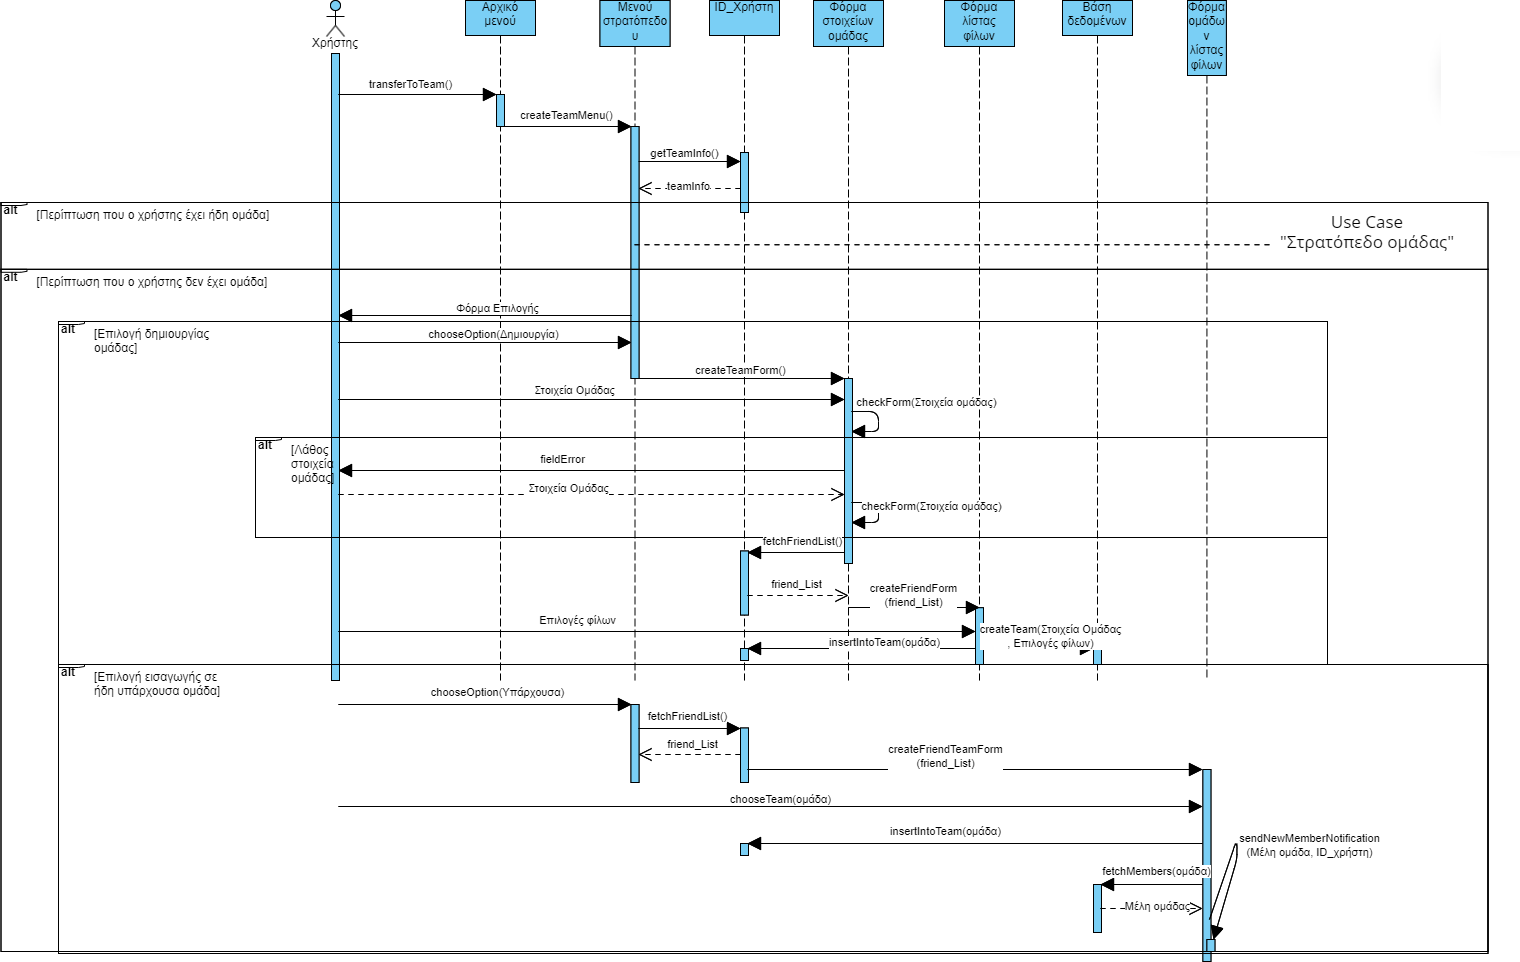 Χρήστης
Αρχικό
μενού
Μενού
στρατόπεδο
υ
ID_Χρήστη
Φόρμα
στοιχείων
ομάδας
Φόρμα
λίστας
φίλων
Βάση
δεδομένων
Φόρμα
ομάδω
ν
λίστας
φίλων
transferToTeam()
createTeamMenu()
getTeamInfo()
teamInfo
alt
[Περίπτωση που ο χρήστης έχει ήδη ομάδα]
Use Case
"Στρατόπεδο ομάδας"
alt
[Περίπτωση που ο χρήστης δεν έχει ομάδα]
Φόρμα Επιλογής
alt
[Επιλογή δημιουργίας
ομάδας]
chooseOption(Δημιουργία)
createTeamForm()
Στοιχεία Ομάδας
checkForm(Στοιχεία ομάδας)
alt
[Λάθος
στοιχεία
ομάδας]
fieldError
Στοιχεία Ομάδας
checkForm(Στοιχεία ομάδας)
fetchFriendList()
friend_List
createFriendForm
(friend_List)
Επιλογές φίλων
createTeam(Στοιχεία Ομάδας
, Επιλογές φίλων)
insertIntoTeam(ομάδα)
alt
[Επιλογή εισαγωγής σε
ήδη υπάρχουσα ομάδα]
chooseOption(Υπάρχουσα)
fetchFriendList()
friend_List
createFriendTeamForm
(friend_List)
chooseTeam(ομάδα)
insertIntoTeam(ομάδα)
sendNewMemberNotification
(Μέλη ομάδα, ID_χρήστη)
fetchMembers(ομάδα)
Μέλη ομάδας